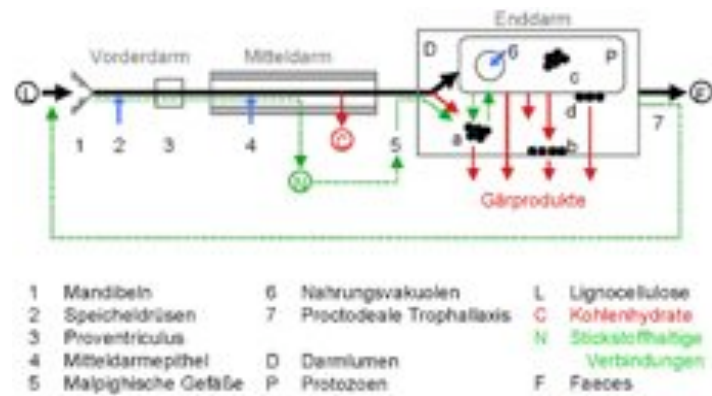 Enddarm
Vorderdarm Mitteldarm D 6 P
c
L F
d
a b
1 2 3 4 C 5 7
N
Gärprodukte
1 Mandibeln 6 Nahrungsvakuolen L Lignocellulose
2 Speicheldrüsen 7 Proctodeale Trophallaxis C Kohlenhydrate
3 Proventriculus N Stickstoffhaltige
4 Mitteldarmepithel D Darmlumen Verbindungen
5 Malpighische Gefäße P Protozoen F Faeces